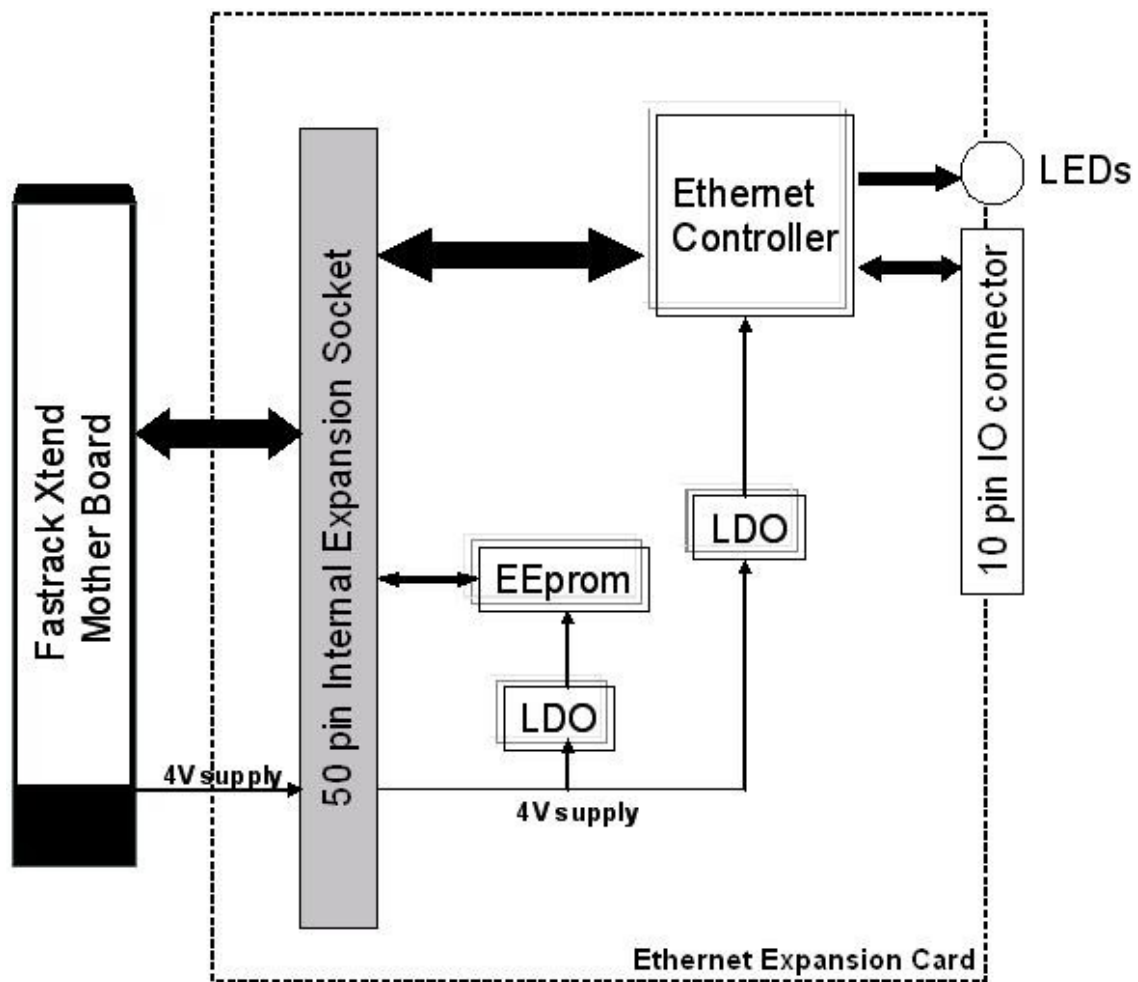 LEDs
Ethernet
Controller
50 pin Internal Expansion Socket
Fastrack Xtend
Mother Board
10 pin IO connector
LDO
EEprom
LDO
4V supply
4V supply
Ethernet Expansion Card